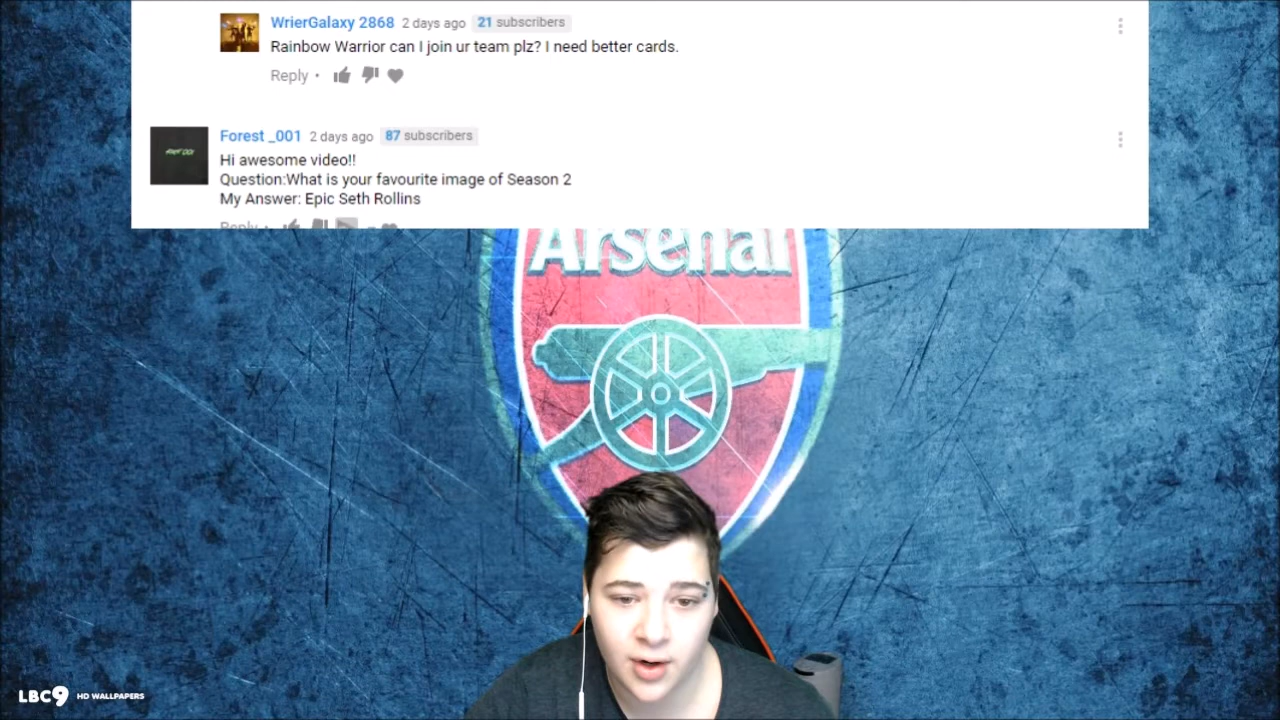 WrierGalaxy 2868 2 days ago 21 subscribers
Rainbow Warrior can I join ur team plz? I need better cards.
Reply •
Forest _001 2 days ago 87 subscribers
Hi awesome video!!
Question:What is your favourite image of Season 2
My Answer: Epic Seth Rollins
Reply •
Arsenal
LBC9 HD WALLPAPERS